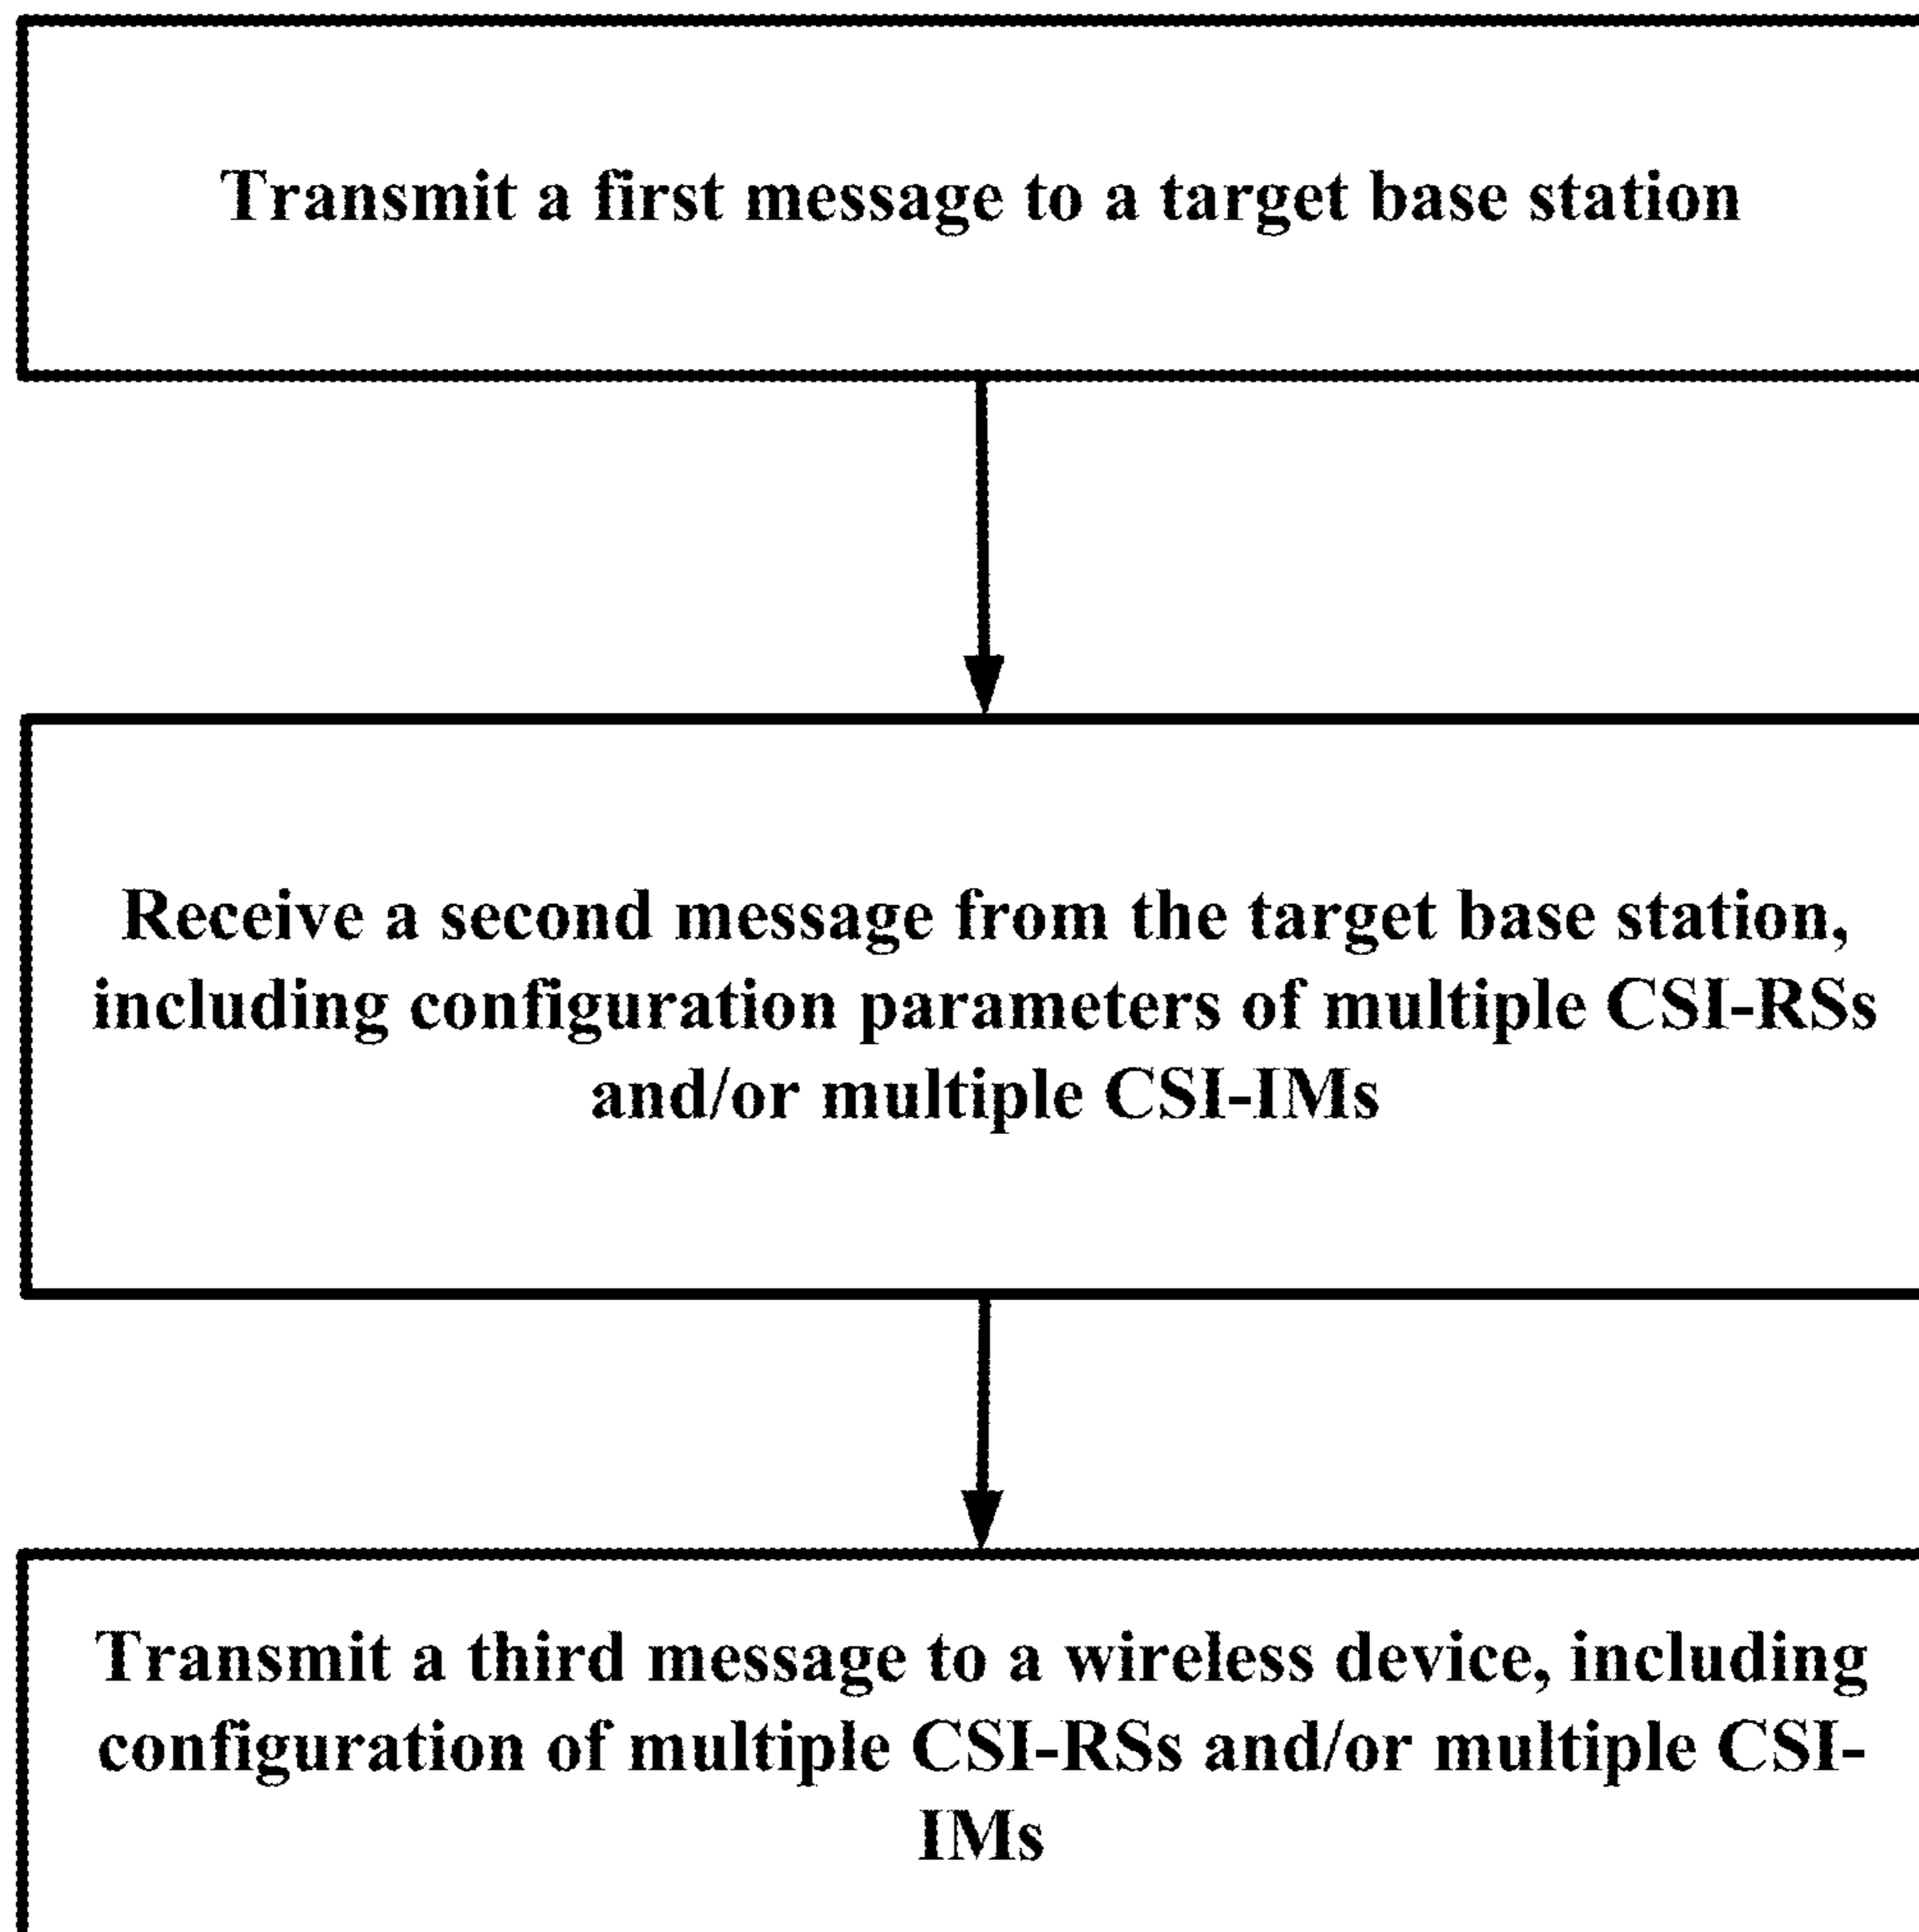 Transmit a first message to a target base station
Receive a second message from the target base station,
including configuration parameters of multiple CSI-RSs
and/or multiple CSI-IMs
Transmit a third message to a wireless device, including
configuration of multiple CSI-RSs and/or multiple CSI-
IMs